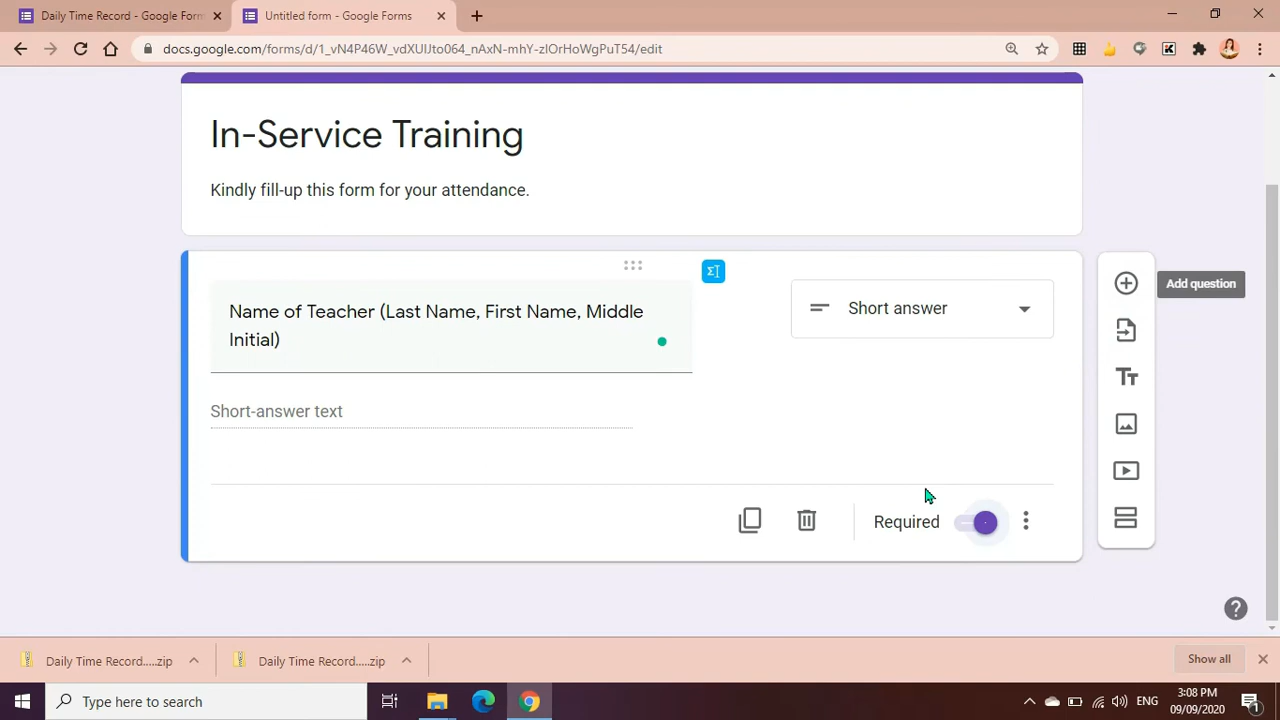 Daily Time Record - Google Form
Untitled form - Google Forms
docs.google.com/forms/d/1_vN4P46W_vdXUIJto064_nAxN-mhY-zlOrHoWgPuT54/edit
In-Service Training
Kindly fill-up this form for your attendance.
Name of Teacher (Last Name, First Name, Middle
Initial)
Short answer
Add question
Short-answer text
Required
Daily Time Record.....zip
Daily Time Record.....zip
Show all
Type here to search
ENG
3:08 PM
09/09/2020